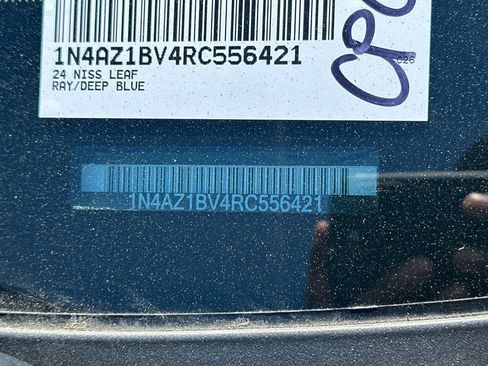 1N4AZ1BV4RC556421
24 NISS LEAF
RAY/DEEP BLUE
1N4AZ1BV4RC556421